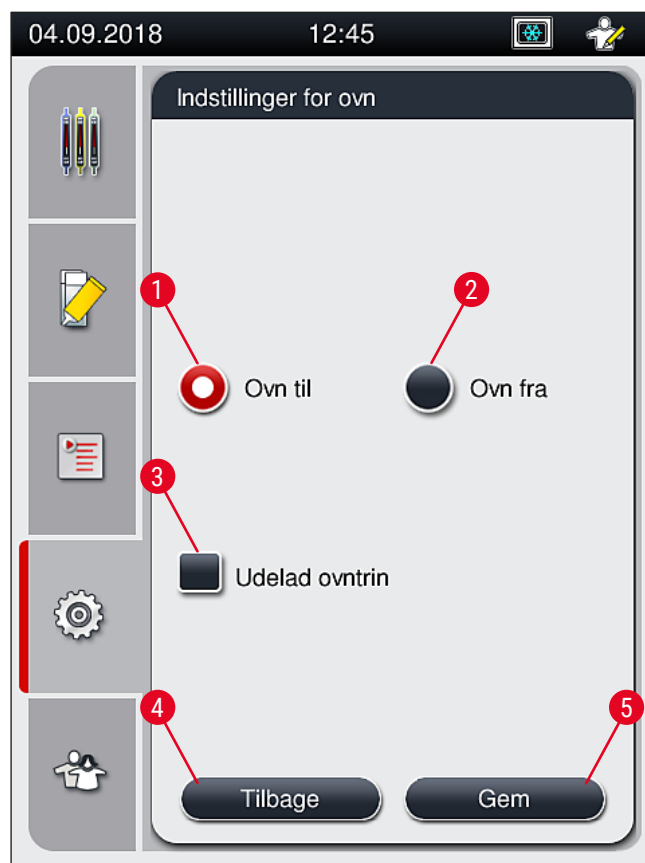 04.09.2018 12:45
Indstillinger for ovn
1 2
Ovn til Ovn fra
3
Udelad ovntrin
4 5
Tilbage Gem